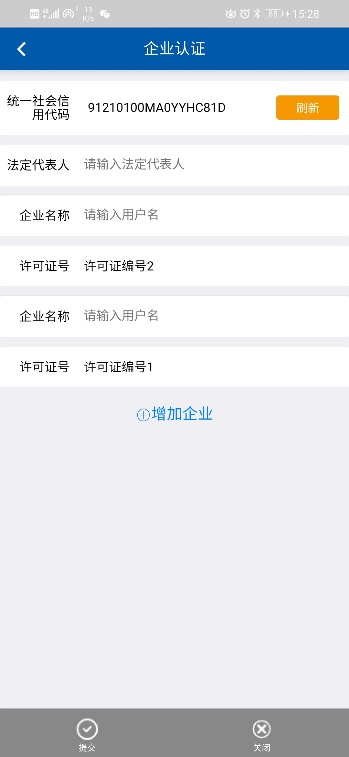 HD 13 K/s 88 15:28
企业认证
统一社会信用代码 91210100MA0YYHC81D 刷新
法定代表人 请输入法定代表人
企业名称 请输入用户名
许可证号 许可证编号2
企业名称 请输入用户名
许可证号 许可证编号1
增加企业
提交 关闭